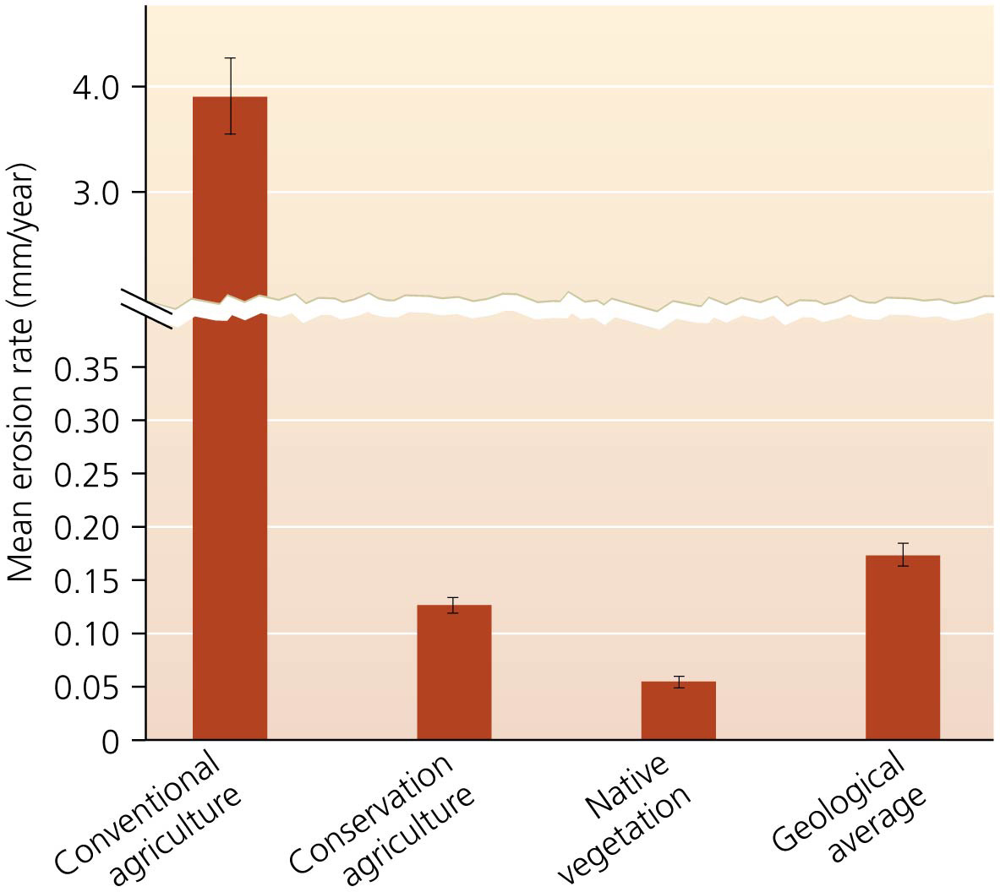 Mean erosion rate (mm/year)
4.0
3.0
0.35
0.30
0.25
0.20
0.15
0.10
0.05
0
Conventional
agriculture
Conservation
agriculture
Native
vegetation
Geological
average